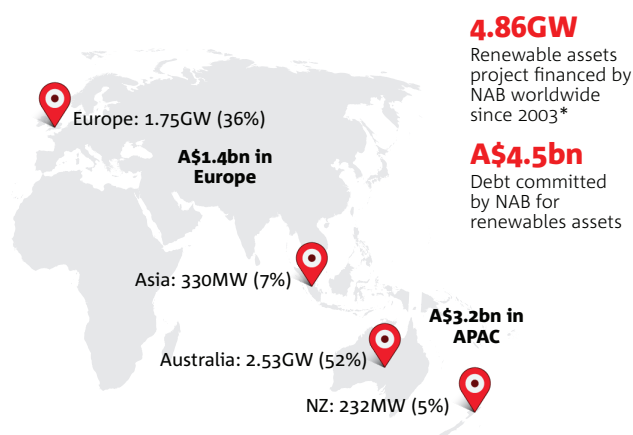 4.86GW
Renewable assets
project financed by
NAB worldwide
since 2003*
A$4.5bn
Debt committed
by NAB for
renewables assets
Europe: 1.75GW (36%)
A$1.4bn in
Europe
Asia: 330MW (7%)
A$3.2bn in
APAC
Australia: 2.53GW (52%)
NZ: 232MW (5%)